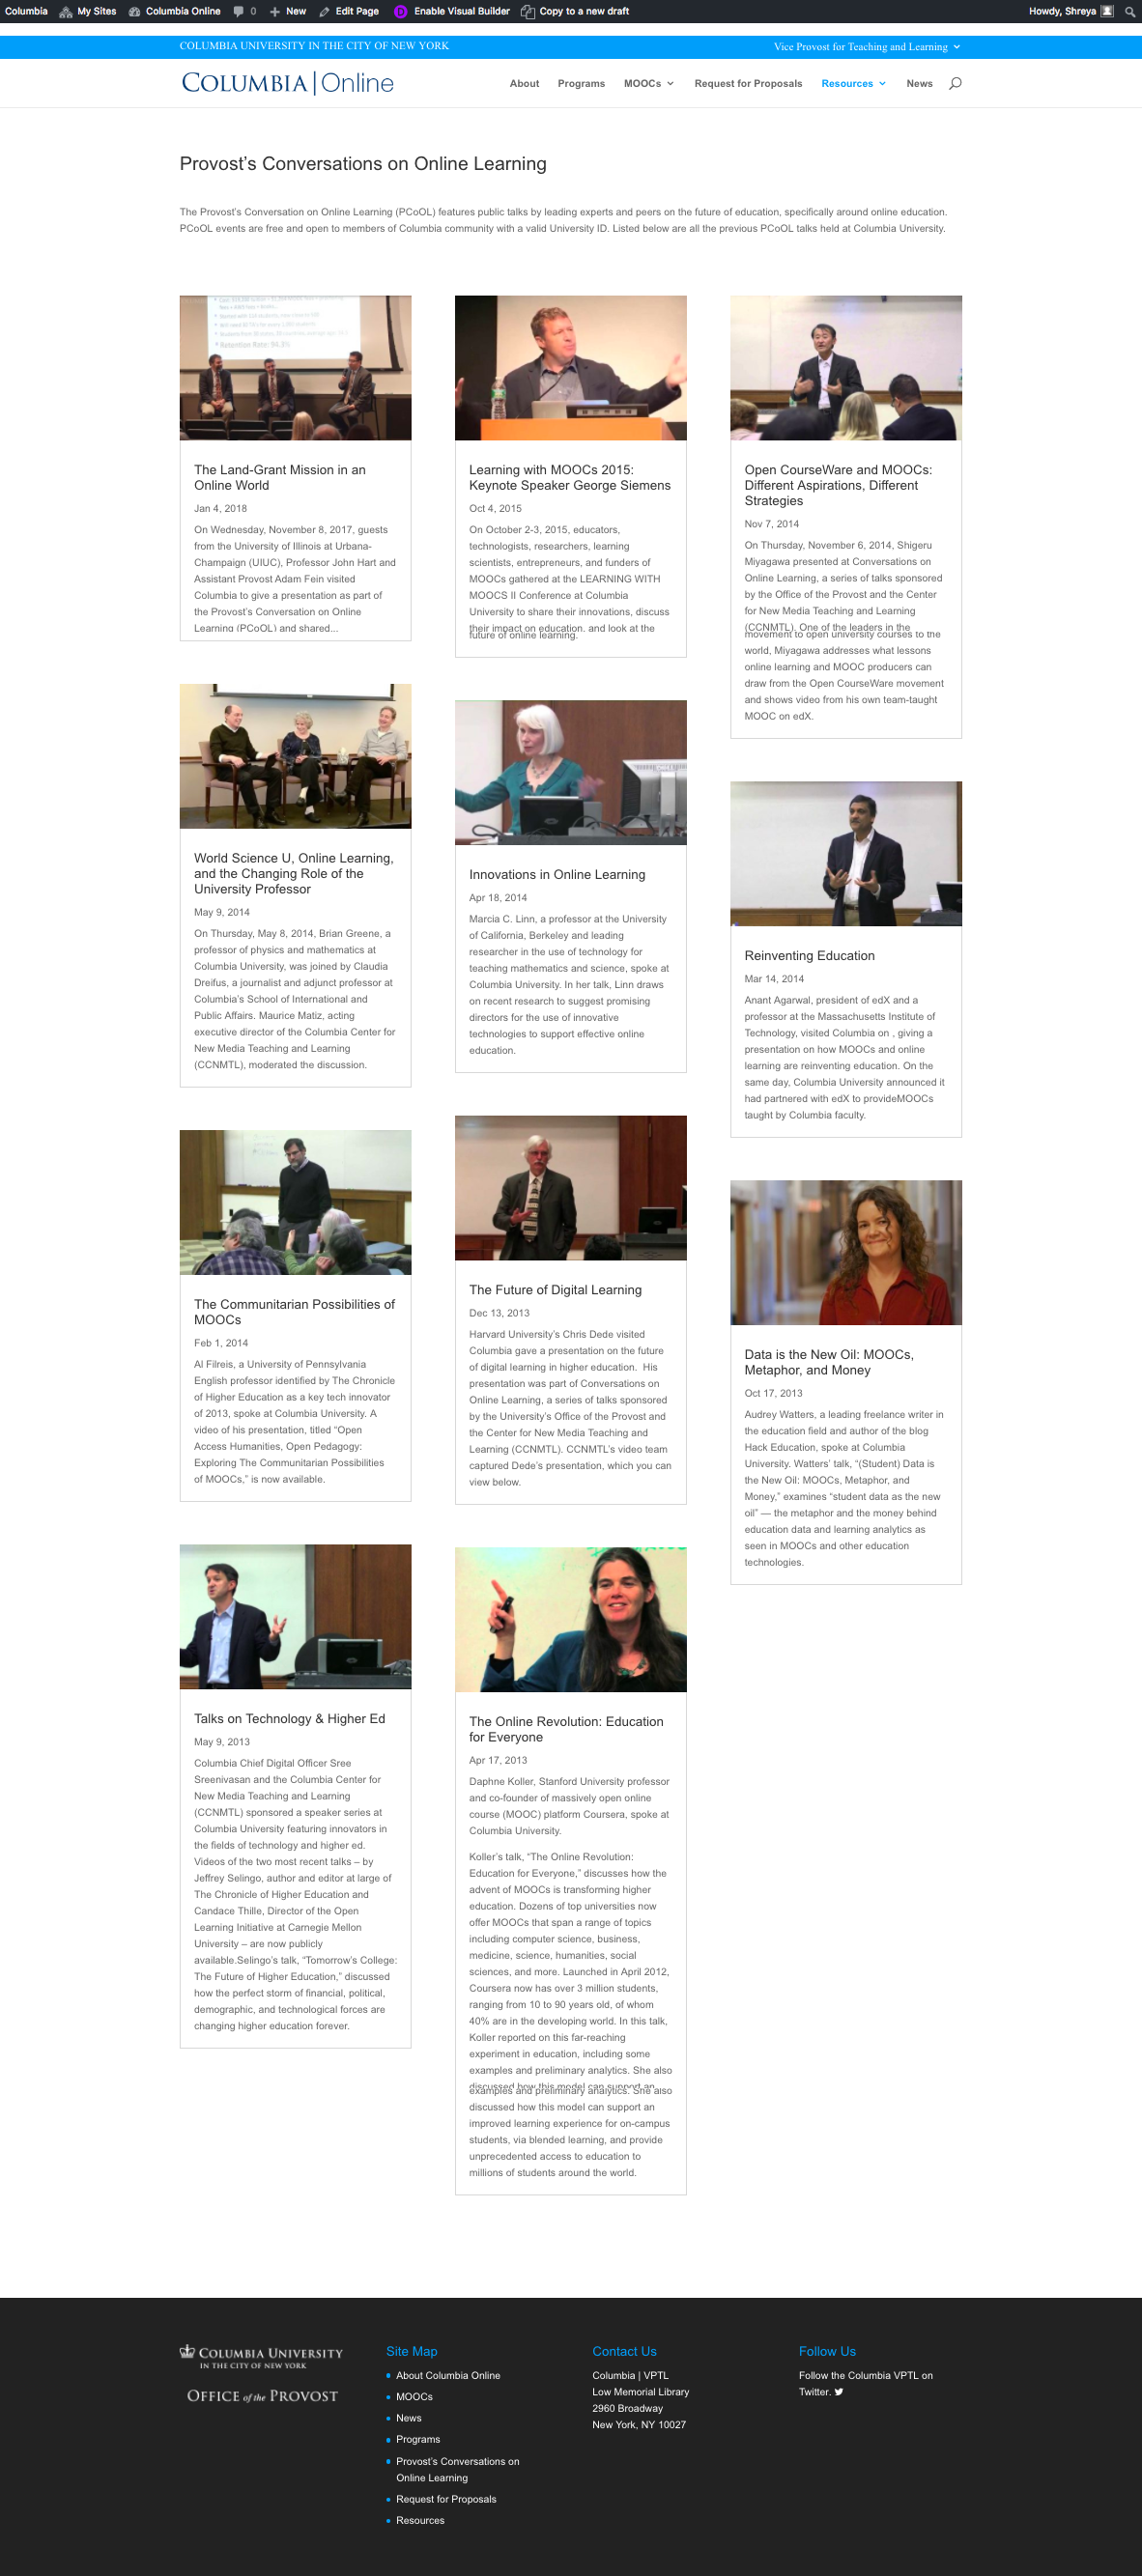 Columbia My Sites Columbia Online 0 New Edit Page Enable Visual Builder Copy to a new draft Howdy, Shreya
COLUMBIA UNIVERSITY IN THE CITY OF NEW YORK Vice Provost for Teaching and Learning
COLUMBIA|Online About Programs MOOCs Request for Proposals Resources News
Provost's Conversations on Online Learning
The Provost's Conversation on Online Learning (PCoOL) features public talks by leading experts and peers on the future of education, specifically around online education.
PCoOL events are free and open to members of Columbia community with a valid University ID. Listed below are all the previous PCoOL talks held at Columbia University.
Retention Rate: 94.3%
The Land-Grant Mission in an
Online World
Jan 4, 2018
On Wednesday, November 8, 2017, guests
from the University of Illinois at Urbana-
Champaign (UIUC), Professor John Hart and
Assistant Provost Adam Fein visited
Columbia to give a presentation as part of
the Provost's Conversation on Online
Learning (PCoOL) and shared...
World Science U, Online Learning,
and the Changing Role of the
University Professor
May 9, 2014
On Thursday, May 8, 2014, Brian Greene, a
professor of physics and mathematics at
Columbia University, was joined by Claudia
Dreifus, a journalist and adjunct professor at
Columbia's School of International and
Public Affairs. Maurice Matiz, acting
executive director of the Columbia Center for
New Media Teaching and Learning
(CCNMTL), moderated the discussion.
The Communitarian Possibilities of
MOOCs
Feb 1, 2014
Al Filreis, a University of Pennsylvania
English professor identified by The Chronicle
of Higher Education as a key tech innovator
of 2013, spoke at Columbia University. A
video of his presentation, titled "Open
Access Humanities, Open Pedagogy:
Exploring The Communitarian Possibilities
of MOOCs," is now available.
Talks on Technology & Higher Ed
May 9, 2013
Columbia Chief Digital Officer Sree
Sreenivasan and the Columbia Center for
New Media Teaching and Learning
(CCNMTL) sponsored a speaker series at
Columbia University featuring innovators in
the fields of technology and higher ed.
Videos of the two most recent talks – by
Jeffrey Selingo, author and editor at large of
The Chronicle of Higher Education and
Candace Thille, Director of the Open
Learning Initiative at Carnegie Mellon
University – are now publicly
available.Selingo's talk, "Tomorrow's College:
The Future of Higher Education," discussed
how the perfect storm of financial, political,
demographic, and technological forces are
changing higher education forever.
Learning with MOOCs 2015:
Keynote Speaker George Siemens
Oct 4, 2015
On October 2-3, 2015, educators,
technologists, researchers, learning
scientists, entrepreneurs, and funders of
MOOCs gathered at the LEARNING WITH
MOOCS II Conference at Columbia
University to share their innovations, discuss
their impact on education, and look at the
future of online learning.
Innovations in Online Learning
Apr 18, 2014
Marcia C. Linn, a professor at the University
of California, Berkeley and leading
researcher in the use of technology for
teaching mathematics and science, spoke at
Columbia University. In her talk, Linn draws
on recent research to suggest promising
directors for the use of innovative
technologies to support effective online
education.
The Future of Digital Learning
Dec 13, 2013
Harvard University's Chris Dede visited
Columbia gave a presentation on the future
of digital learning in higher education. His
presentation was part of Conversations on
Online Learning, a series of talks sponsored
by the University's Office of the Provost and
the Center for New Media Teaching and
Learning (CCNMTL). CCNMTL's video team
captured Dede's presentation, which you can
view below.
The Online Revolution: Education
for Everyone
Apr 17, 2013
Daphne Koller, Stanford University professor
and co-founder of massively open online
course (MOOC) platform Coursera, spoke at
Columbia University.
Koller's talk, "The Online Revolution:
Education for Everyone," discusses how the
advent of MOOCs is transforming higher
education. Dozens of top universities now
offer MOOCs that span a range of topics
including computer science, business,
medicine, science, humanities, social
sciences, and more. Launched in April 2012,
Coursera now has over 3 million students,
ranging from 10 to 90 years old, of whom
40% are in the developing world. In this talk,
Koller reported on this far-reaching
experiment in education, including some
examples and preliminary analytics. She also
discussed how this model can support an
examples and preliminary analytics. She also
discussed how this model can support an
improved learning experience for on-campus
students, via blended learning, and provide
unprecedented access to education to
millions of students around the world.
Open CourseWare and MOOCs:
Different Aspirations, Different
Strategies
Nov 7, 2014
On Thursday, November 6, 2014, Shigeru
Miyagawa presented at Conversations on
Online Learning, a series of talks sponsored
by the Office of the Provost and the Center
for New Media Teaching and Learning
(CCNMTL). One of the leaders in the
movement to open university courses to the
world, Miyagawa addresses what lessons
online learning and MOOC producers can
draw from the Open CourseWare movement
and shows video from his own team-taught
MOOC on edX.
Reinventing Education
Mar 14, 2014
Anant Agarwal, president of edX and a
professor at the Massachusetts Institute of
Technology, visited Columbia on , giving a
presentation on how MOOCs and online
learning are reinventing education. On the
same day, Columbia University announced it
had partnered with edX to provideMOOCs
taught by Columbia faculty.
Data is the New Oil: MOOCs,
Metaphor, and Money
Oct 17, 2013
Audrey Watters, a leading freelance writer in
the education field and author of the blog
Hack Education, spoke at Columbia
University. Watters' talk, "(Student) Data is
the New Oil: MOOCs, Metaphor, and
Money," examines "student data as the new
oil" — the metaphor and the money behind
education data and learning analytics as
seen in MOOCs and other education
technologies.
COLUMBIA UNIVERSITY
IN THE CITY OF NEW YORK
OFFICE of the PROVOST
Site Map
About Columbia Online
MOOCs
News
Programs
Provost's Conversations on
Online Learning
Request for Proposals
Resources
Contact Us
Columbia | VPTL
Low Memorial Library
2960 Broadway
New York, NY 10027
Follow Us
Follow the Columbia VPTL on
Twitter.